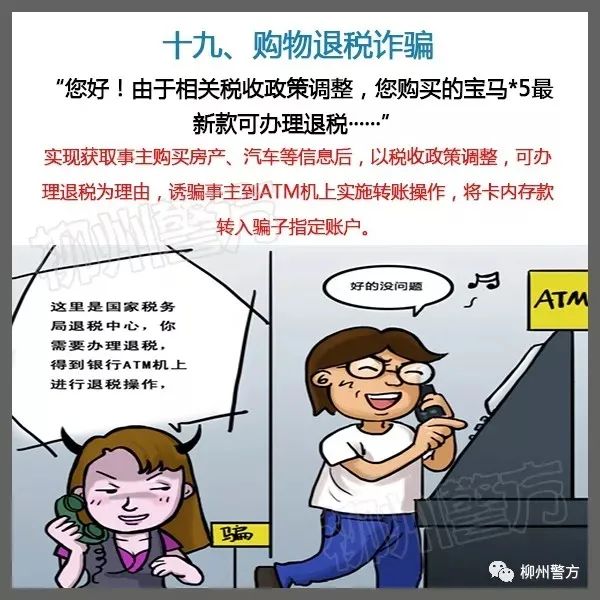 十九、购物退税诈骗
“您好！由于相关税收政策调整，您购买的宝马*5最
新款可办理退税······”
实现获取事主购买房产、汽车等信息后，以税收政策调整，可办
理退税为理由，诱骗事主到ATM机上实施转账操作，将卡内存款
转入骗子指定账户。
柳州警方
这里是国家税务
局退税中心，你
需要办理退税，
得到银行ATM机上
进行退税操作，
好的没问题
ATM
骗
柳州警方
柳州警方